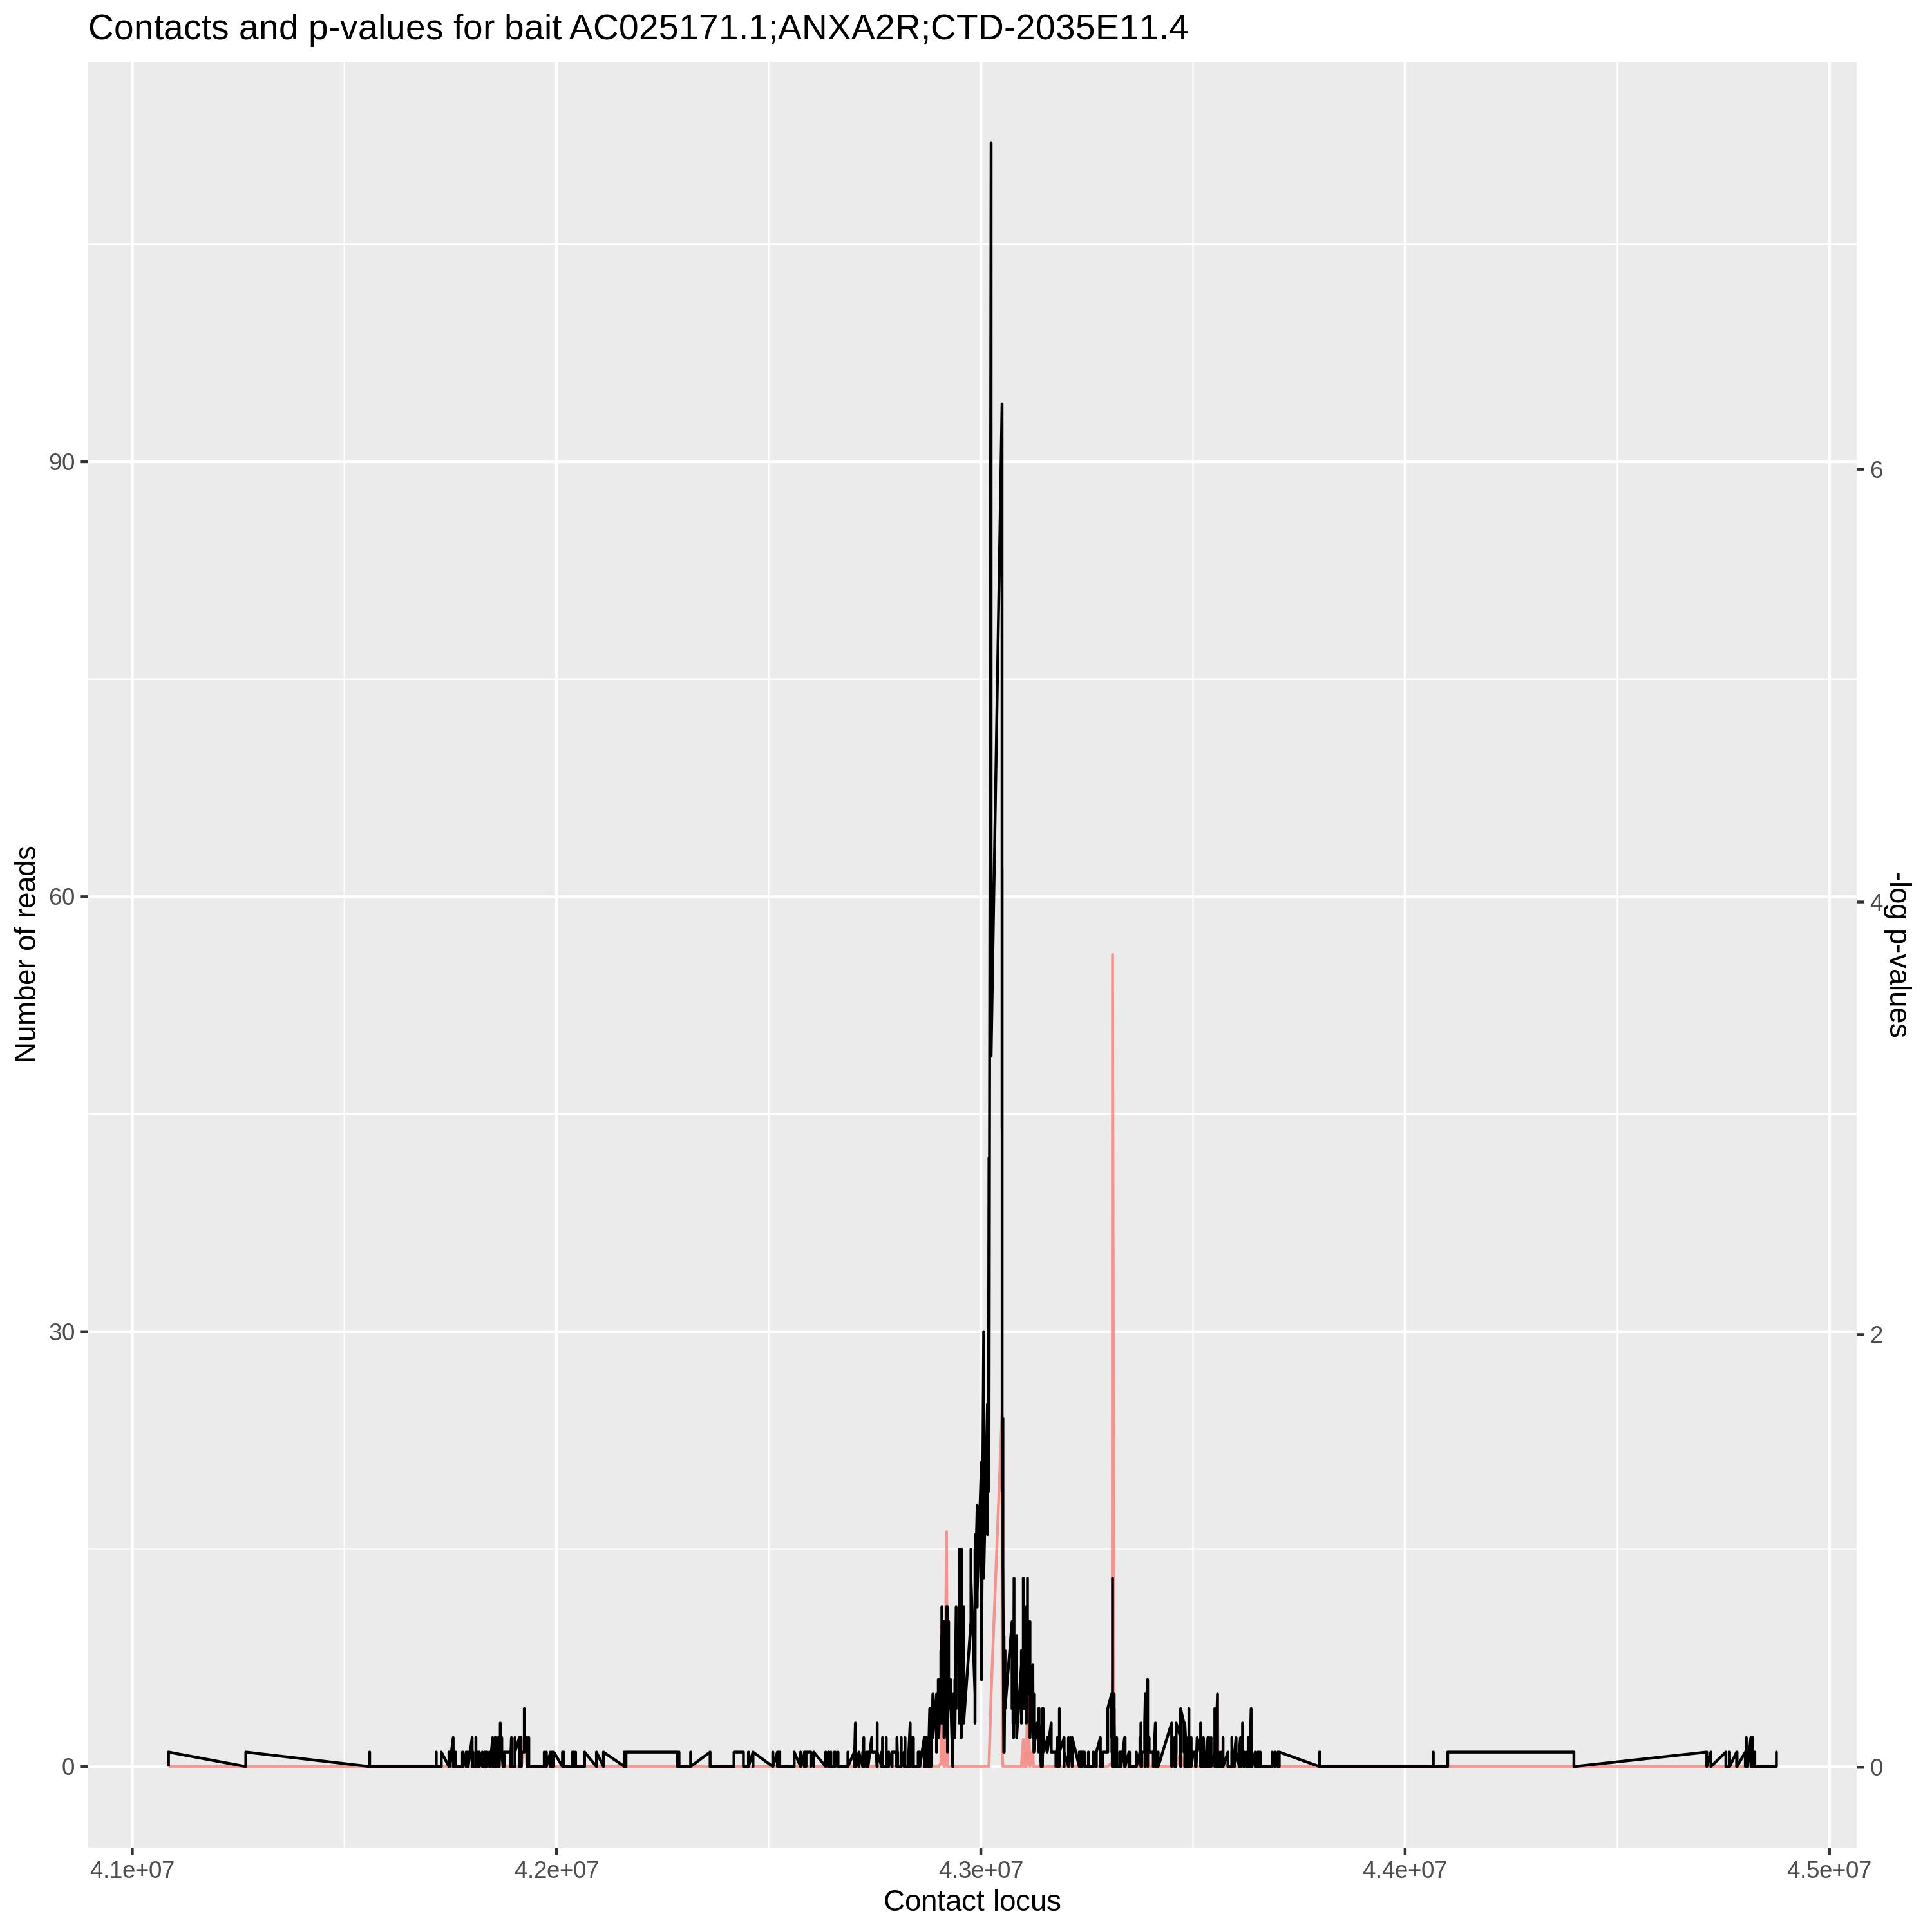 Contacts and p-values for bait AC025171.1;ANXA2R;CTD-2035E11.4
90
60
30
0
Number of reads
6
4
2
0
-log p-values
4.1e+07 4.2e+07 4.3e+07 4.4e+07 4.5e+07
Contact locus